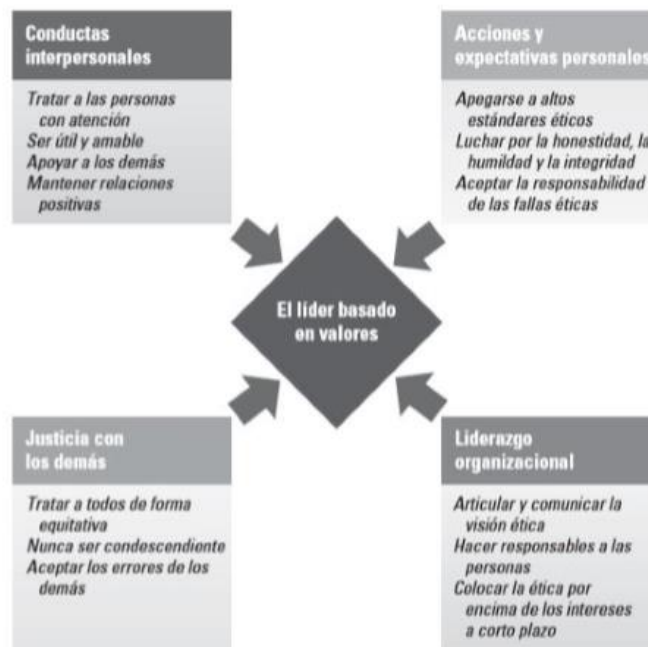 Conductas
interpersonales
Tratar a las personas
con atención
Ser útil y amable
Apoyar a los demás
Mantener relaciones
positivas
Acciones y
expectativas personales
Apegarse a altos
estándares éticos
Luchar por la honestidad, la
humildad y la integridad
Aceptar la responsabilidad
de las fallas éticas
El líder basado
en valores
Justicia con
los demás
Tratar a todos de forma
equitativa
Nunca ser condescendiente
Aceptar los errores de los
demás
Liderazgo
organizacional
Articular y comunicar la
visión ética
Hacer responsables a las
personas
Colocar la ética por
encima de los intereses
a corto plazo